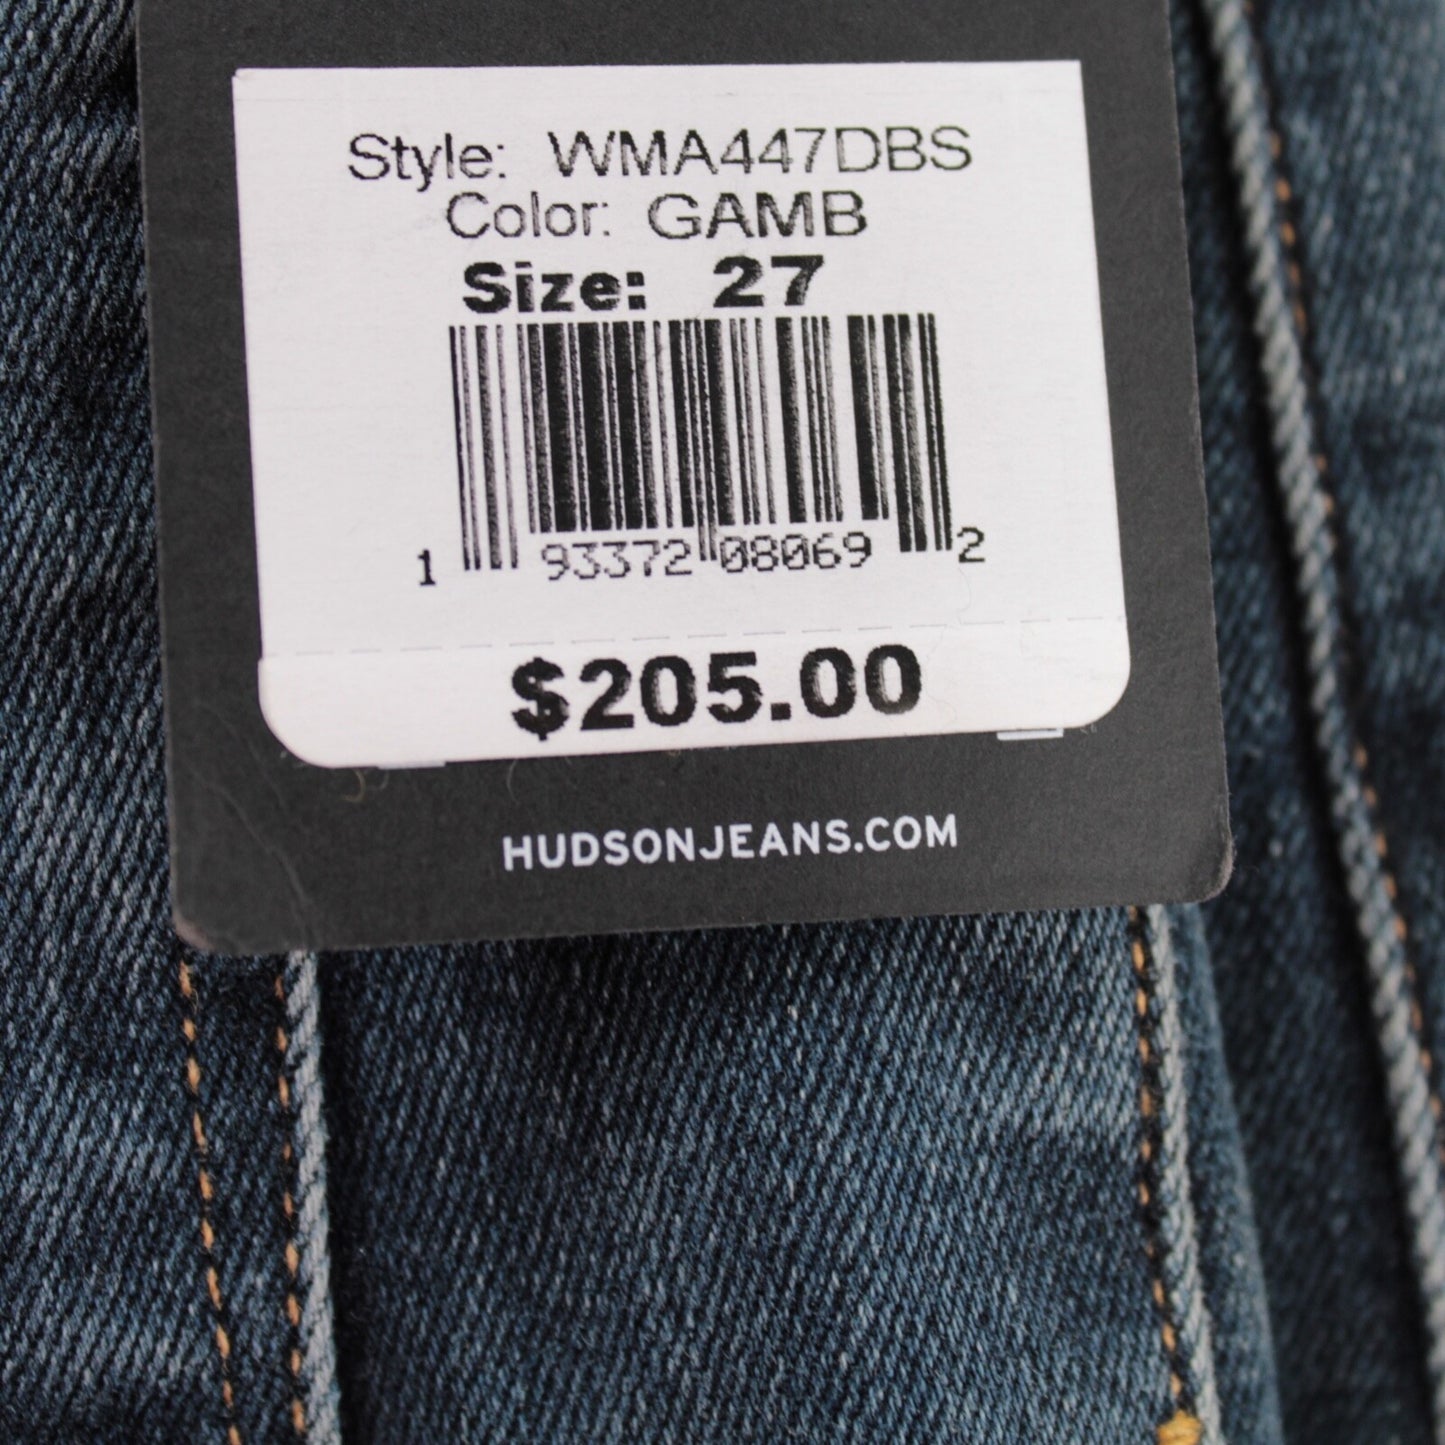 Style: WMA447DBS
Color: GAMB
Size: 27
1 93372 08069 2
$205.00
HUDSONJEANS.COM